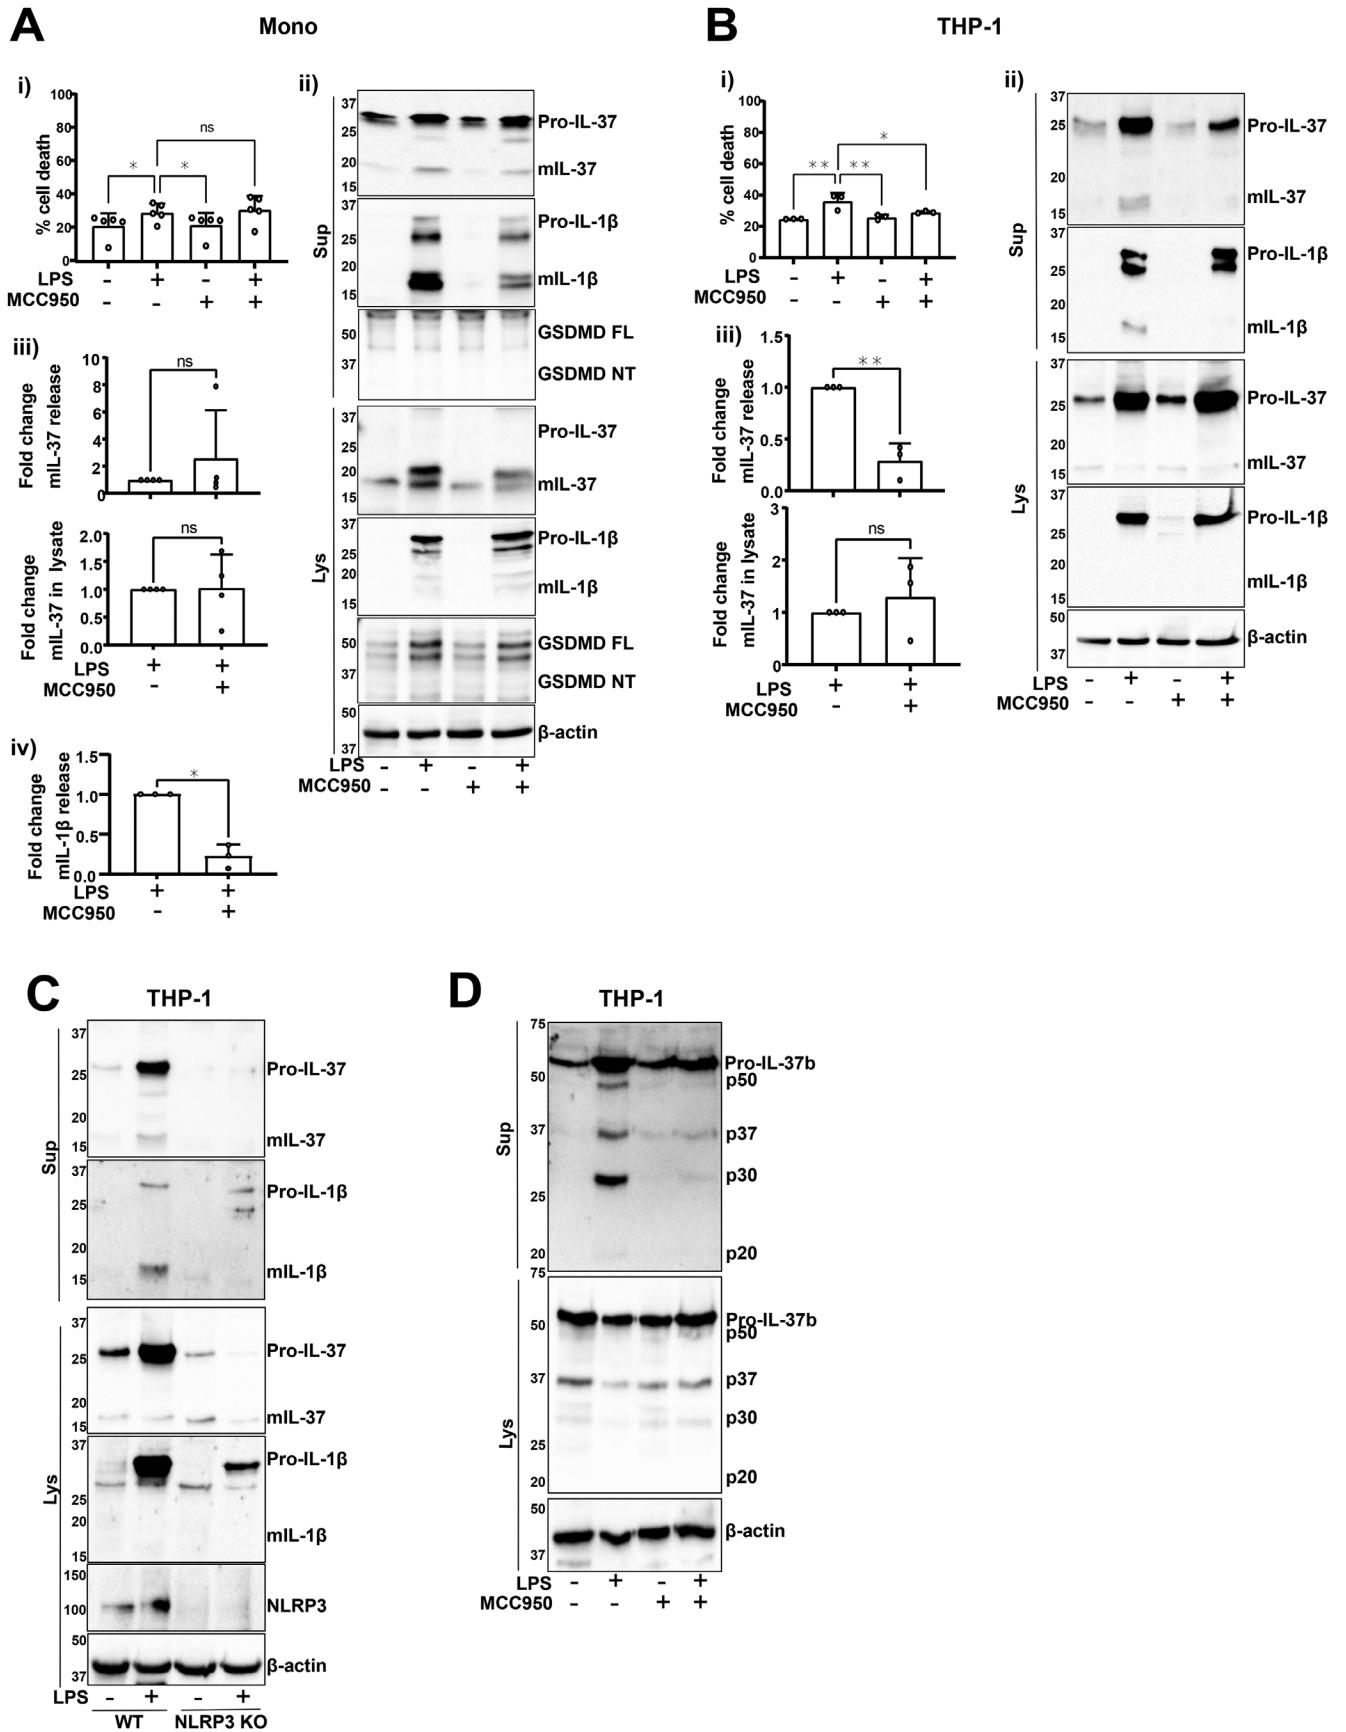 A
Mono
i)
% cell death
100
80
60
40
20
0
*
*
ns
LPS - + - +
MCC950 - - + +
ii)
Sup
37
25
20
15
Pro-IL-37
mIL-37
37
25
20
15
Pro-IL-1β
mIL-1β
50
37
GSDMD FL
GSDMD NT
Lys
37
25
20
15
Pro-IL-37
mIL-37
37
25
20
15
Pro-IL-1β
mIL-1β
50
37
GSDMD FL
GSDMD NT
50
37
β-actin
LPS - + - +
MCC950 - - + +
iii)
Fold change
mIL-37 release
10
8
6
4
2
0
ns
Fold change
mIL-37 in lysate
2.0
1.5
1.0
0.5
0.0
ns
LPS + +
MCC950 - +
iv)
Fold change
mIL-1β release
1.5
1.0
0.5
0.0
*
LPS + +
MCC950 - +
B
THP-1
i)
% cell death
100
80
60
40
20
0
**
**
*
LPS - + - +
MCC950 - - + +
ii)
Sup
37
25
20
15
Pro-IL-37
mIL-37
37
25
20
15
Pro-IL-1β
mIL-1β
Lys
37
25
20
15
Pro-IL-37
mIL-37
37
25
20
15
Pro-IL-1β
mIL-1β
50
37
β-actin
LPS - + - +
MCC950 - - + +
iii)
Fold change
mIL-37 release
1.5
1.0
0.5
0.0
**
Fold change
mIL-37 in lysate
3
2
1
0
ns
LPS + +
MCC950 - +
C
THP-1
Sup
37
25
20
15
Pro-IL-37
mIL-37
37
25
20
15
Pro-IL-1β
mIL-1β
Lys
37
25
20
15
Pro-IL-37
mIL-37
37
25
20
15
Pro-IL-1β
mIL-1β
150
100
NLRP3
50
37
β-actin
LPS - + - +
WT NLRP3 KO
D
THP-1
Sup
75
50
37
25
20
Pro-IL-37b
p50
p37
p30
p20
Lys
75
50
37
25
20
Pro-IL-37b
p50
p37
p30
p20
50
37
β-actin
LPS - + - +
MCC950 - - + +